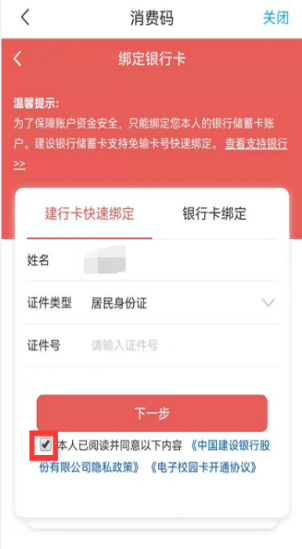 消费码
关闭
绑定银行卡
温馨提示:
为了保障账户资金安全，只能绑定您本人的银行储蓄卡账
户。建设银行储蓄卡支持免输卡号快速绑定。 查看支持银行
>>
建行卡快速绑定
银行卡绑定
姓名
证件类型 居民身份证
证件号 请输入证件号
下一步
本人已阅读并同意以下内容 《中国建设银行股
份有限公司隐私政策》 《电子校园卡开通协议》